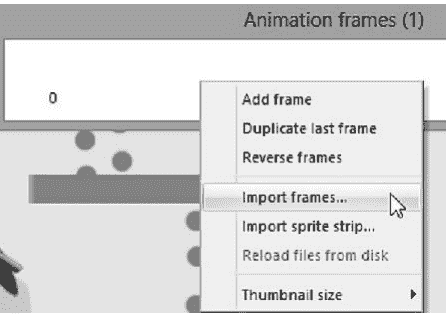 Animation frames (1)
0
Add frame
Duplicate last frame
Reverse frames
Import frames...
Import sprite strip...
Reload files from disk
Thumbnail size